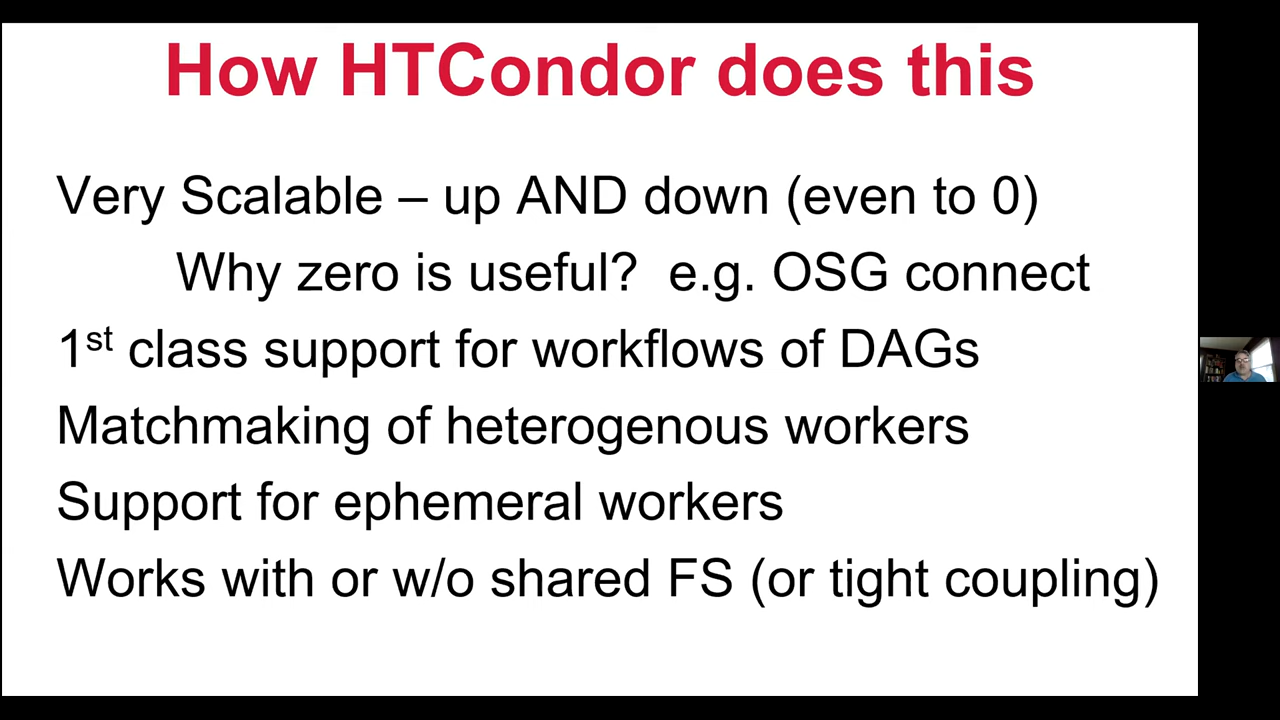 How HTCondor does this
Very Scalable – up AND down (even to 0)
Why zero is useful?  e.g. OSG connect
1st class support for workflows of DAGs
Matchmaking of heterogenous workers
Support for ephemeral workers
Works with or w/o shared FS (or tight coupling)